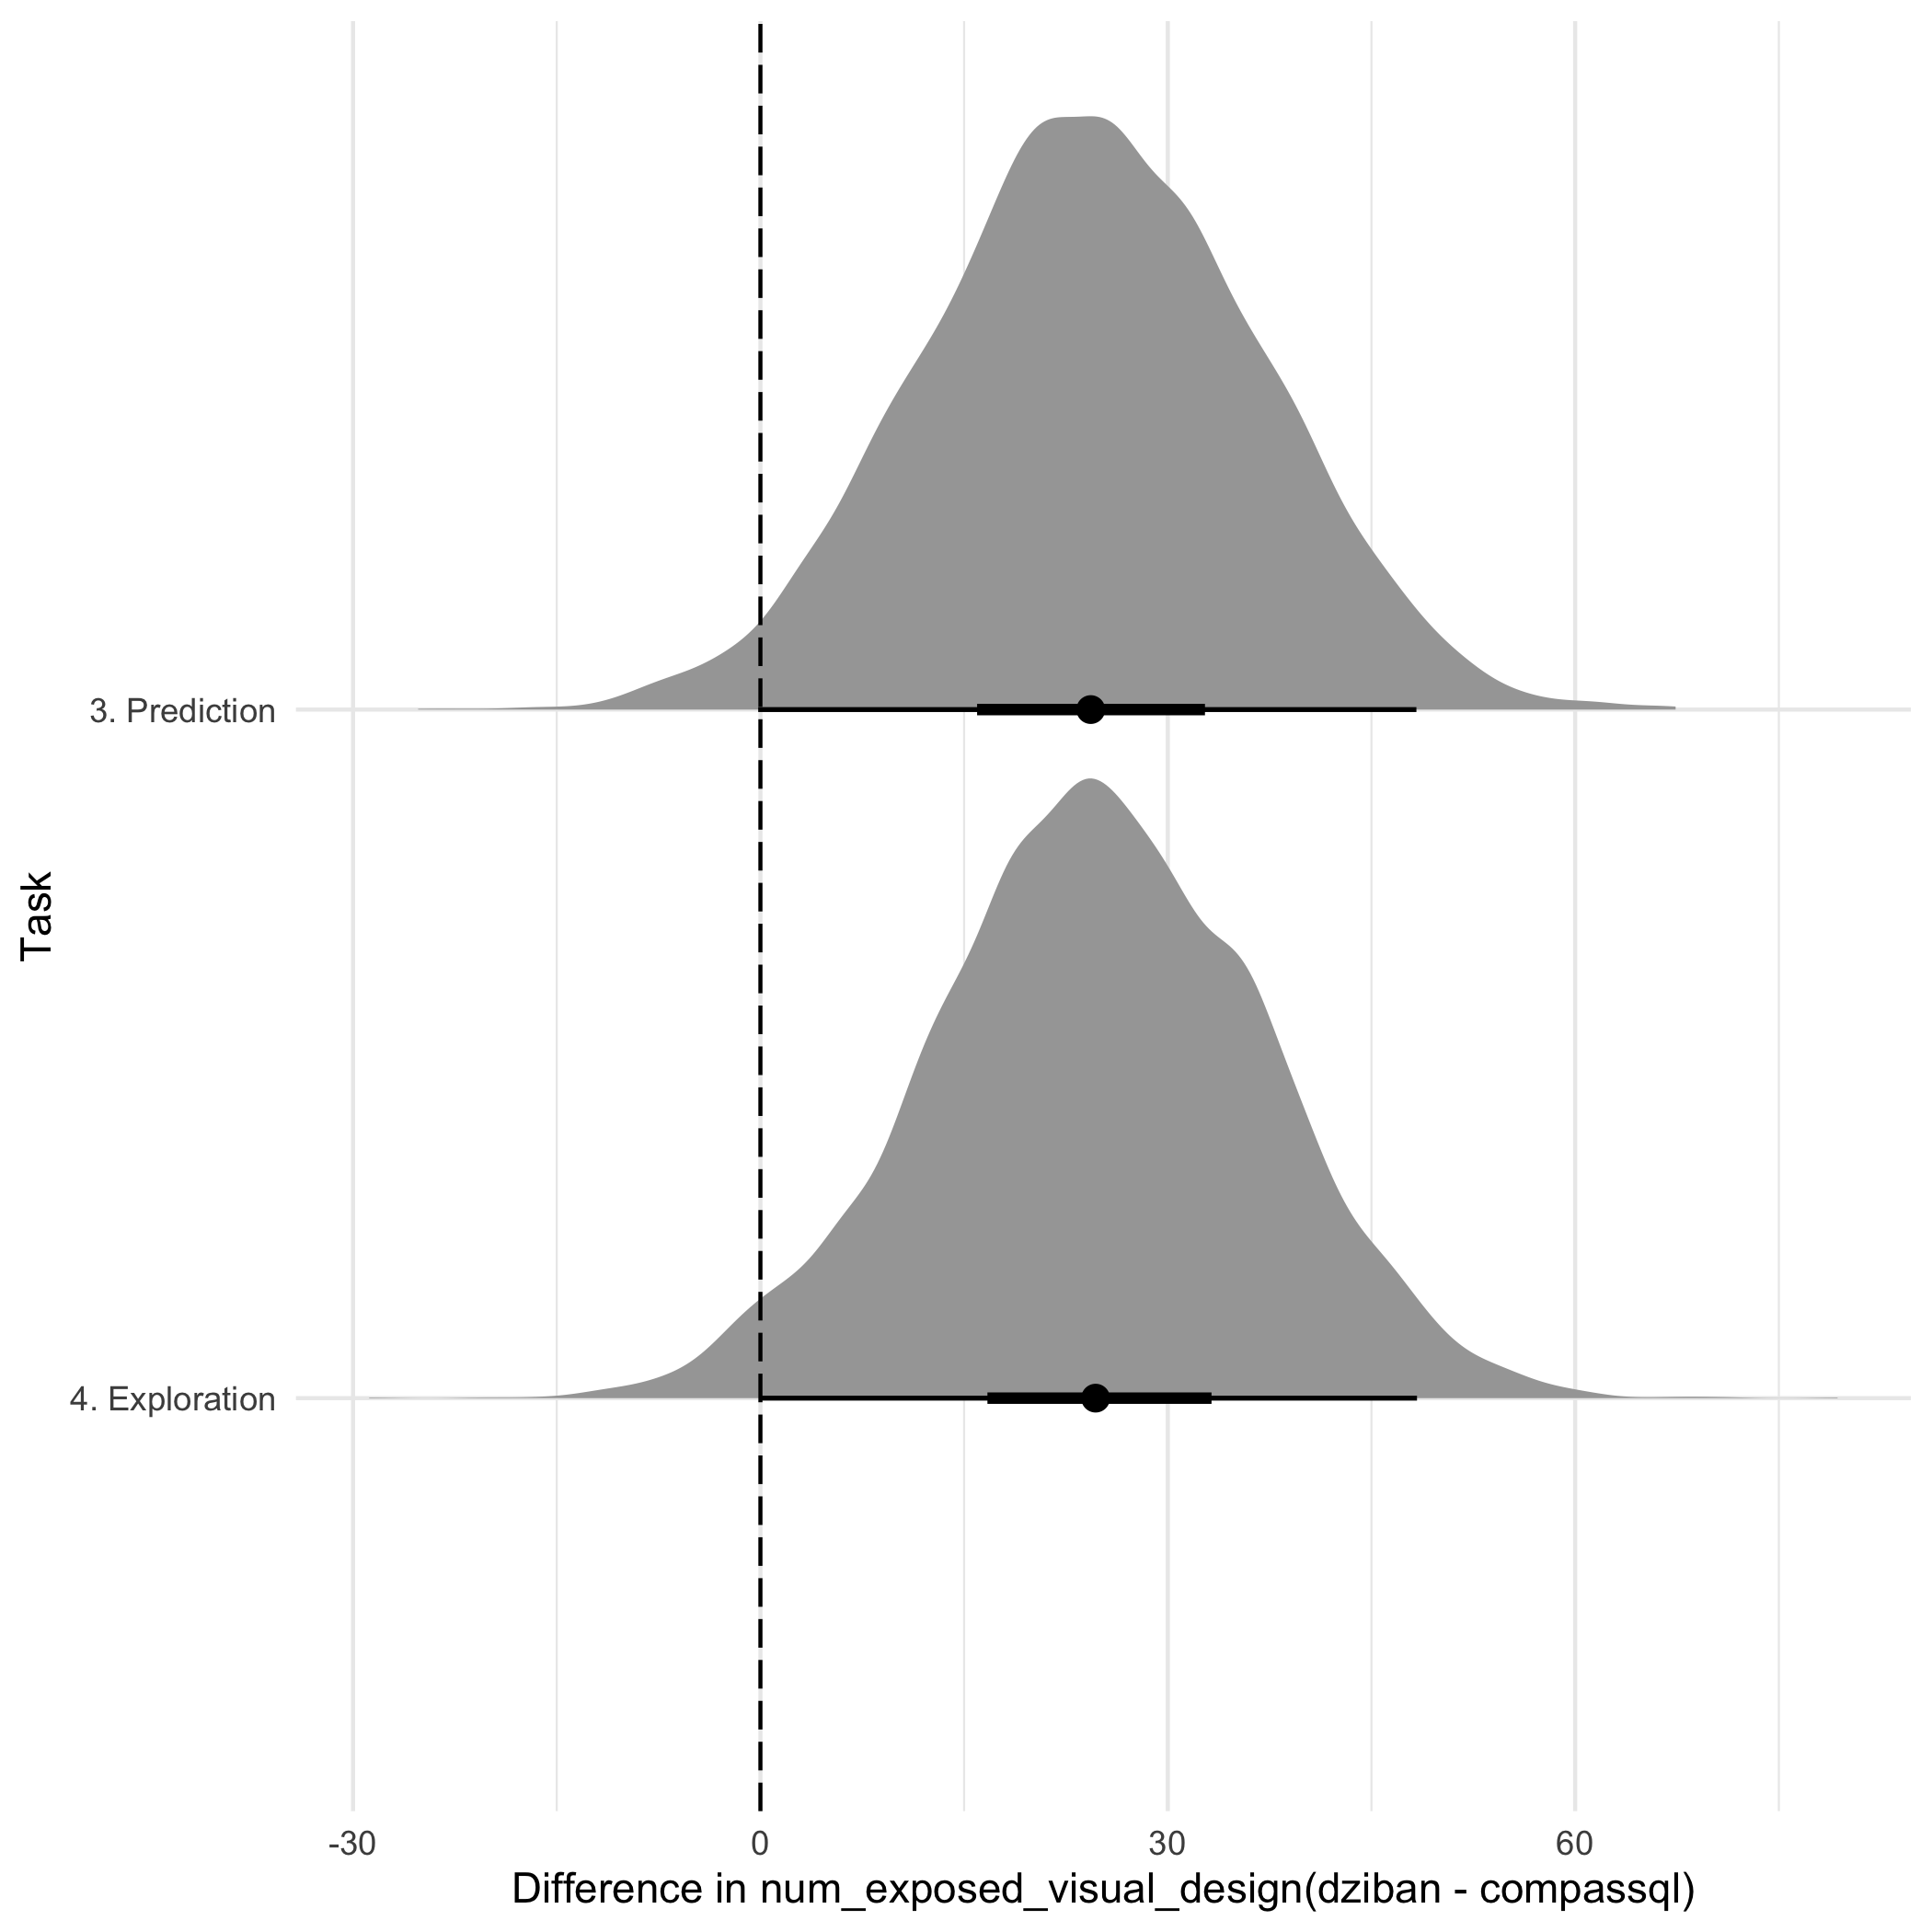 3. Prediction
Task
4. Exploration
-30 0 30 60
Difference in num_exposed_visual_design(dziban - compassql)